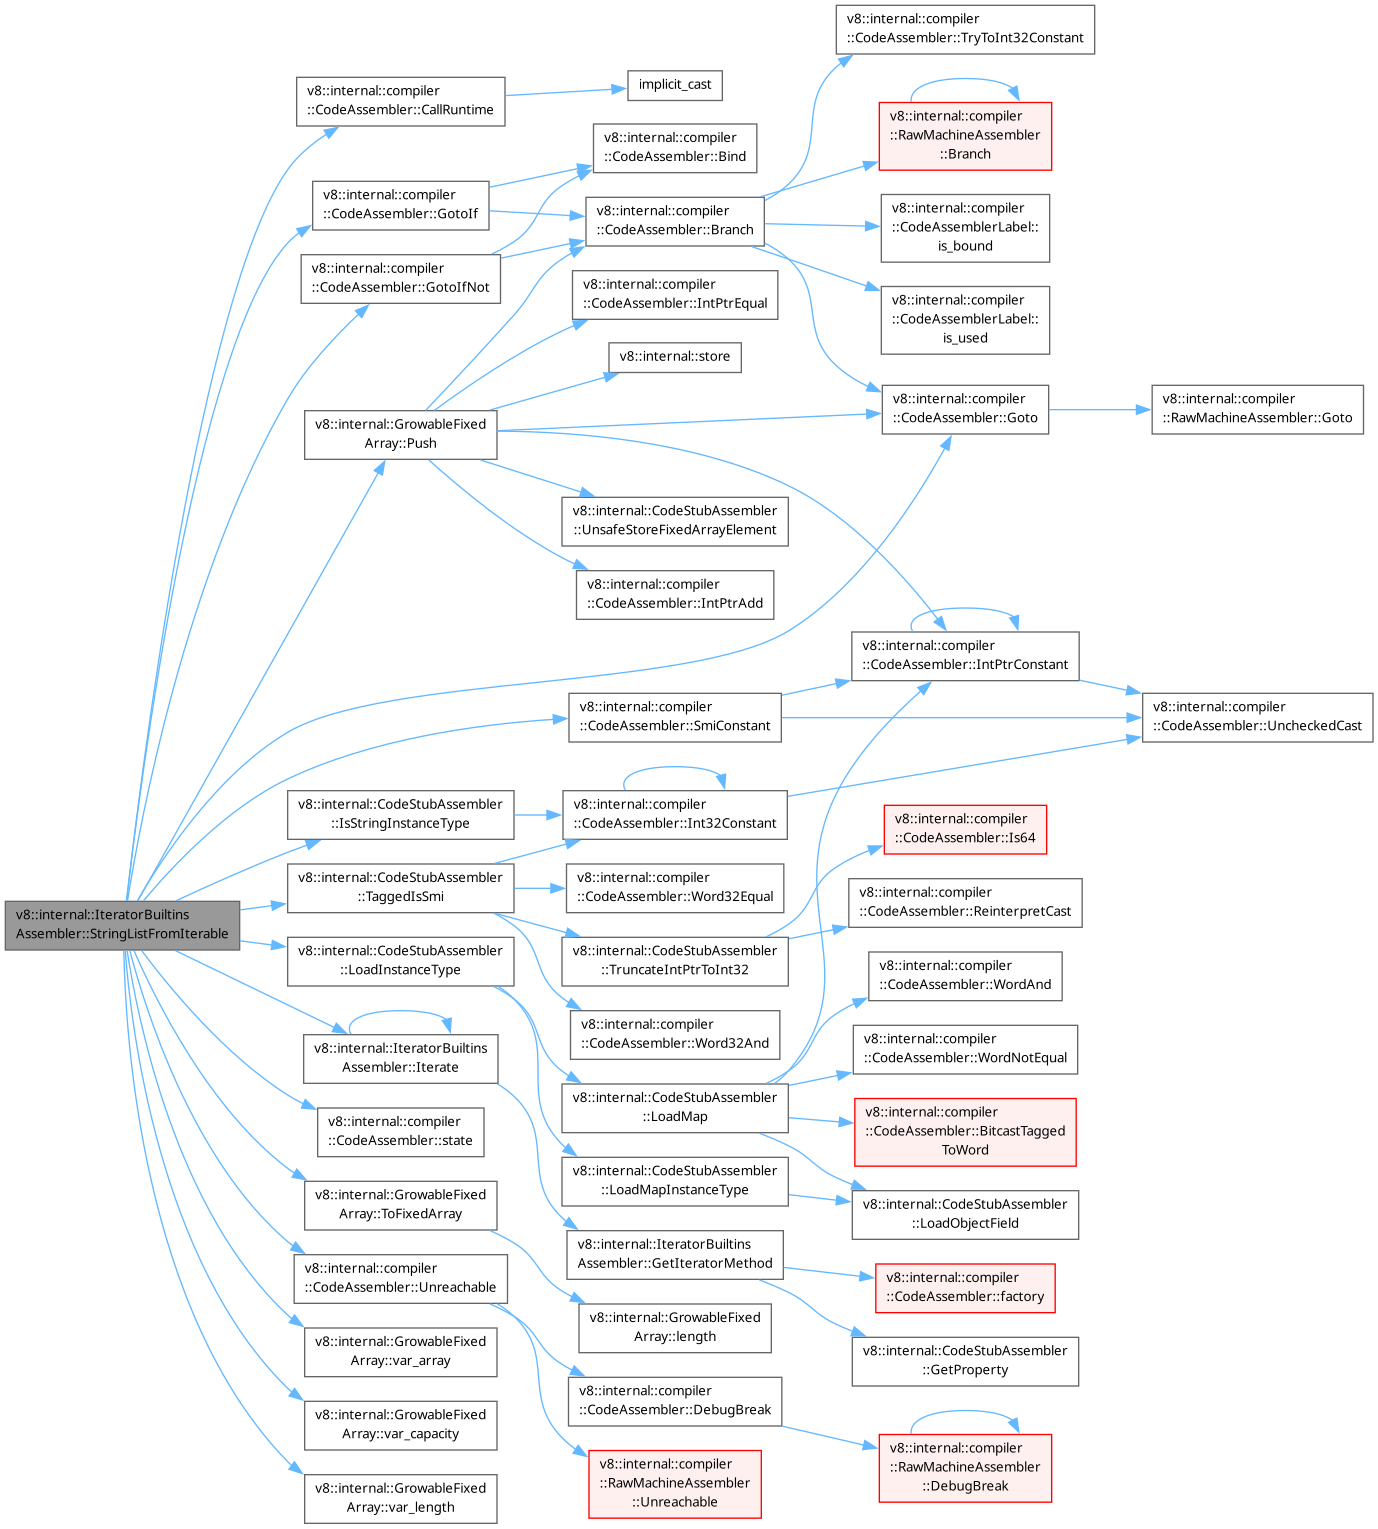 v8::internal::IteratorBuiltins
Assembler::StringListFromIterable
v8::internal::compiler
::CodeAssembler::CallRuntime
implicit_cast
v8::internal::compiler
::CodeAssembler::GotoIf
v8::internal::compiler
::CodeAssembler::Bind
v8::internal::compiler
::CodeAssembler::Branch
v8::internal::compiler
::CodeAssembler::TryToInt32Constant
v8::internal::compiler
::RawMachineAssembler
::Branch
v8::internal::compiler
::CodeAssemblerLabel::
is_bound
v8::internal::compiler
::CodeAssemblerLabel::
is_used
v8::internal::compiler
::CodeAssembler::Goto
v8::internal::compiler
::RawMachineAssembler::Goto
v8::internal::compiler
::CodeAssembler::GotoIfNot
v8::internal::GrowableFixed
Array::Push
v8::internal::compiler
::CodeAssembler::IntPtrEqual
v8::internal::store
v8::internal::CodeStubAssembler
::UnsafeStoreFixedArrayElement
v8::internal::compiler
::CodeAssembler::IntPtrAdd
v8::internal::compiler
::CodeAssembler::IntPtrConstant
v8::internal::compiler
::CodeAssembler::UncheckedCast
v8::internal::compiler
::CodeAssembler::SmiConstant
v8::internal::CodeStubAssembler
::IsStringInstanceType
v8::internal::compiler
::CodeAssembler::Int32Constant
v8::internal::CodeStubAssembler
::TaggedIsSmi
v8::internal::compiler
::CodeAssembler::Word32Equal
v8::internal::CodeStubAssembler
::TruncateIntPtrToInt32
v8::internal::compiler
::CodeAssembler::Is64
v8::internal::compiler
::CodeAssembler::ReinterpretCast
v8::internal::compiler
::CodeAssembler::Word32And
v8::internal::CodeStubAssembler
::LoadInstanceType
v8::internal::CodeStubAssembler
::LoadMap
v8::internal::compiler
::CodeAssembler::WordAnd
v8::internal::compiler
::CodeAssembler::WordNotEqual
v8::internal::compiler
::CodeAssembler::BitcastTagged
ToWord
v8::internal::CodeStubAssembler
::LoadObjectField
v8::internal::CodeStubAssembler
::LoadMapInstanceType
v8::internal::IteratorBuiltins
Assembler::Iterate
v8::internal::IteratorBuiltins
Assembler::GetIteratorMethod
v8::internal::compiler
::CodeAssembler::factory
v8::internal::CodeStubAssembler
::GetProperty
v8::internal::compiler
::CodeAssembler::state
v8::internal::GrowableFixed
Array::ToFixedArray
v8::internal::GrowableFixed
Array::length
v8::internal::compiler
::CodeAssembler::Unreachable
v8::internal::compiler
::CodeAssembler::DebugBreak
v8::internal::compiler
::RawMachineAssembler
::DebugBreak
v8::internal::compiler
::RawMachineAssembler
::Unreachable
v8::internal::GrowableFixed
Array::var_array
v8::internal::GrowableFixed
Array::var_capacity
v8::internal::GrowableFixed
Array::var_length